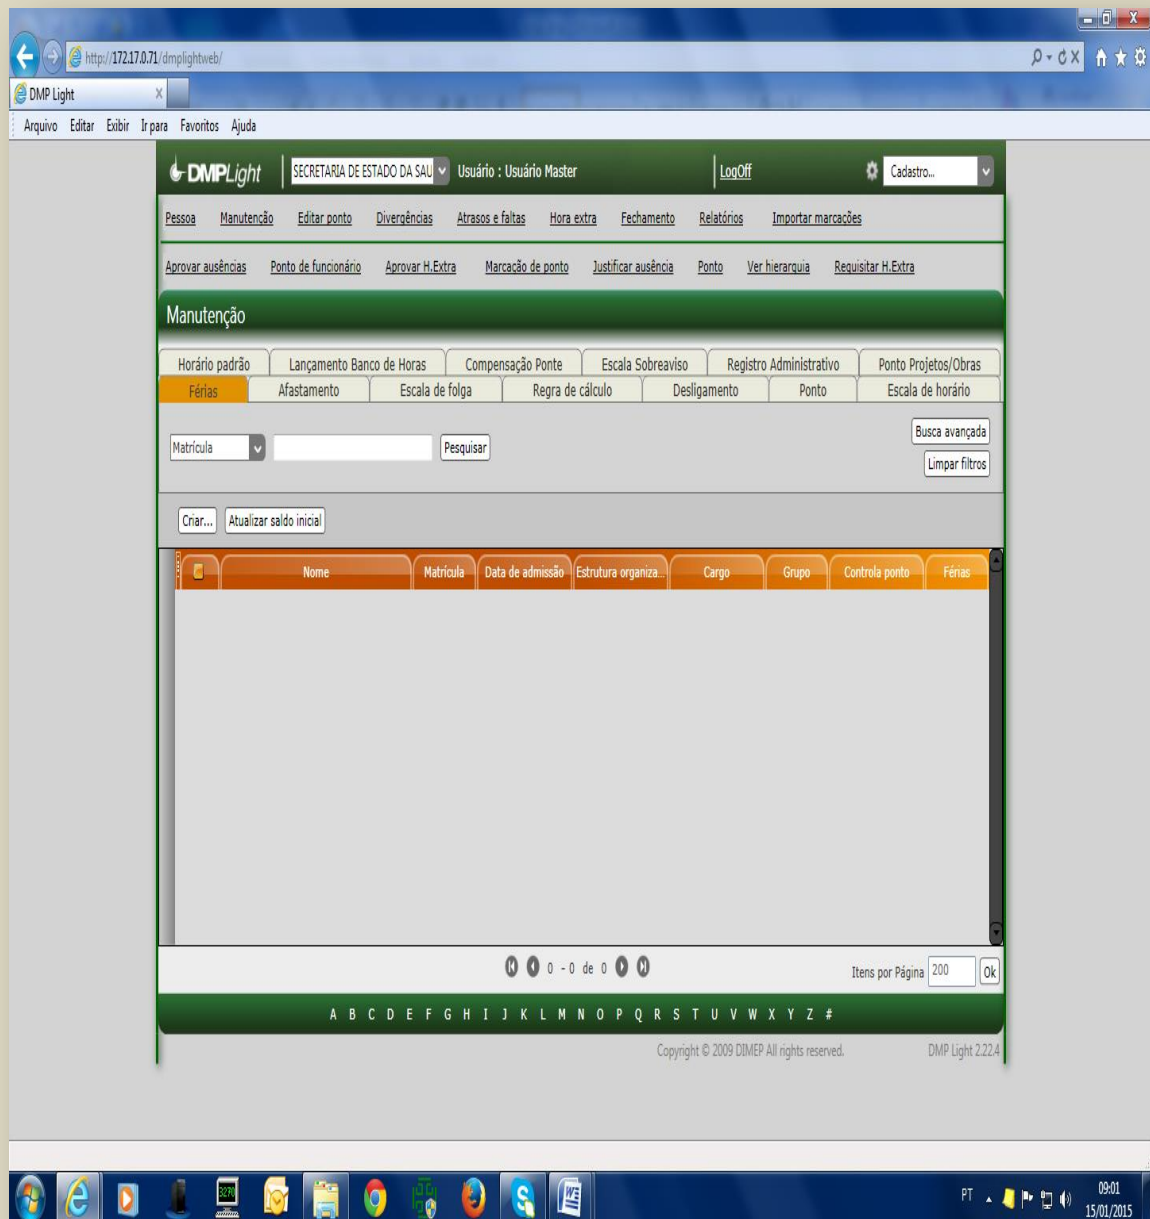 http://172.17.0.71/dmplightweb/
DMP Light
Arquivo Editar Exibir Ir para Favoritos Ajuda
DMPLight SECRETARIA DE ESTADO DA SAU Usuário : Usuário Master LogOff Cadastro...
Pessoa Manutenção Editar ponto Divergências Atrasos e faltas Hora extra Fechamento Relatórios Importar marcações
Aprovar ausências Ponto de funcionário Aprovar H.Extra Marcação de ponto Justificar ausência Ponto Ver hierarquia Requisitar H.Extra
Manutenção
Horário padrão Lançamento Banco de Horas Compensação Ponte Escala Sobreaviso Registro Administrativo Ponto Projetos/Obras
Férias Afastamento Escala de folga Regra de cálculo Desligamento Ponto Escala de horário
Matrícula Pesquisar Busca avançada
Limpar filtros
Criar... Atualizar saldo inicial
Nome Matrícula Data de admissão Estrutura organiza... Cargo Grupo Controla ponto Férias
0 - 0 de 0 Itens por Página 200 Ok
A B C D E F G H I J K L M N O P Q R S T U V W X Y Z #
Copyright © 2009 DIMEP All rights reserved. DMP Light 2.22.4
3270
PT 09:01
15/01/2015